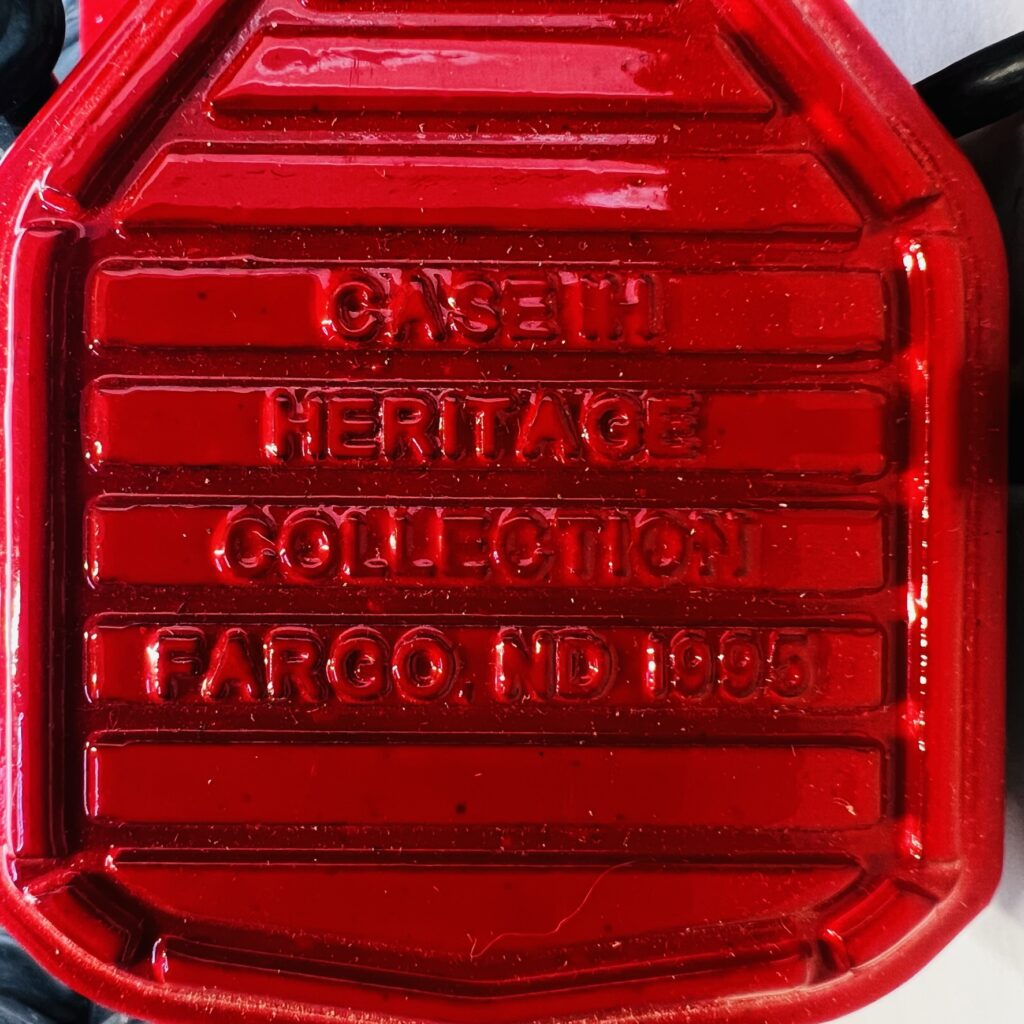 CASE IH
HERITAGE
COLLECTION
FARGO, ND 1995